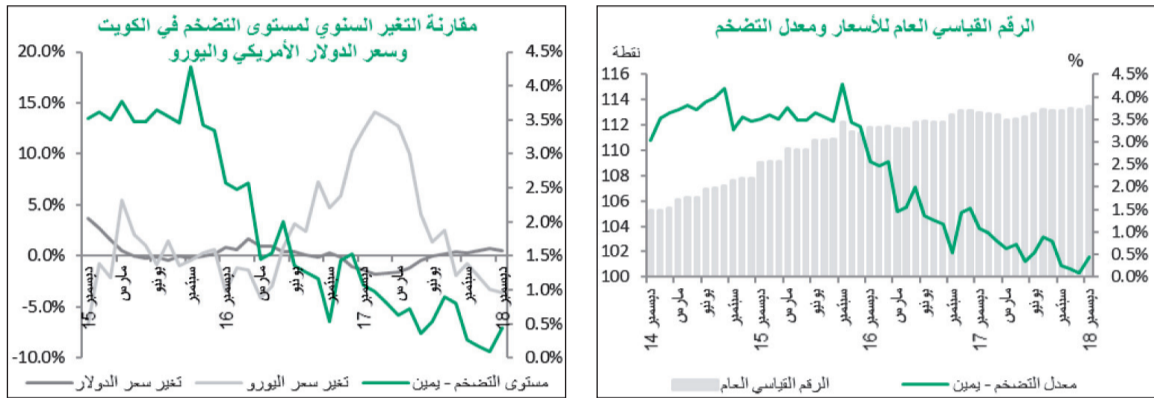 الرقم القياسي العام للأسعار ومعدل التضخم
نقطة
%
116
114
112
110
108
106
104
102
100
4.5%
4.0%
3.5%
3.0%
2.5%
2.0%
1.5%
1.0%
0.5%
0.0%
ديسمبر 14
مارس
يونيو
سبتمبر
ديسمبر 15
مارس
يونيو
سبتمبر
ديسمبر 16
مارس
يونيو
سبتمبر
ديسمبر 17
مارس
يونيو
سبتمبر
ديسمبر 18
الرقم القياسي العام
معدل التضخم - يمين
مقارنة التغير السنوي لمستوى التضخم في الكويت
وسعر الدولار الأمريكي واليورو
20.0%
15.0%
10.0%
5.0%
0.0%
-5.0%
-10.0%
4.5%
4.0%
3.5%
3.0%
2.5%
2.0%
1.5%
1.0%
0.5%
0.0%
ديسمبر 15
مارس
يونيو
سبتمبر
ديسمبر 16
مارس
يونيو
سبتمبر
ديسمبر 17
مارس
يونيو
سبتمبر
ديسمبر 18
تغير سعر الدولار
تغير سعر اليورو
مستوى التضخم - يمين